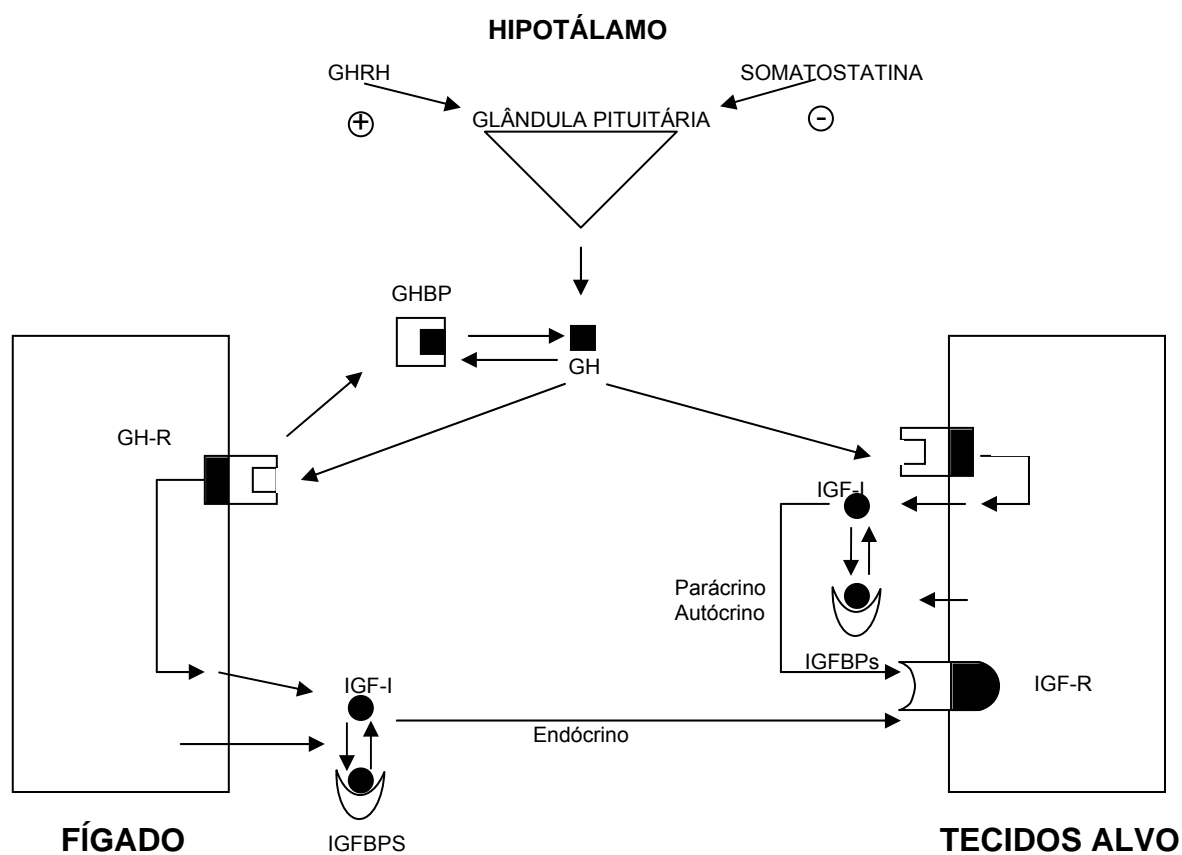 HIPOTÁLAMO
GHRH
SOMATOSTATINA
+
-
GLÂNDULA PITUITÁRIA
GHBP
GH
GH-R
IGF-I
Parácrino
Autócrino
IGFBPs
IGF-R
IGF-I
Endócrino
IGFBPS
FÍGADO
TECIDOS ALVO